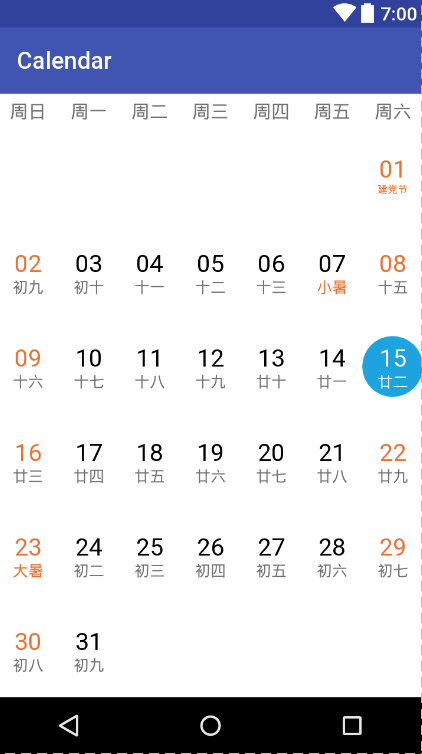 7:00
Calendar
周日 周一 周二 周三 周四 周五 周六
01
建党节
02 03 04 05 06 07 08
初九 初十 十一 十二 十三 小暑 十五
09 10 11 12 13 14 15
十六 十七 十八 十九 廿十 廿一 廿二
16 17 18 19 20 21 22
廿三 廿四 廿五 廿六 廿七 廿八 廿九
23 24 25 26 27 28 29
大暑 初二 初三 初四 初五 初六 初七
30 31
初八 初九